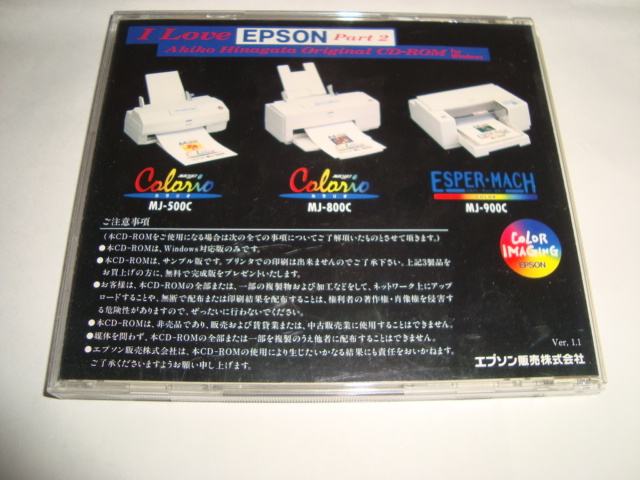 I Love EPSON Part 2
Akiko Hinagata Original CD-ROM for Windows
Colorio
カラリオ
MJ-500C
Colorio
カラリオ
MJ-800C
ESPER・MACH
COLOR
MJ-900C
COLOR
IMAGING
EPSON
ご注意事項
(本CD-ROMをご使用になる場合は次の全ての事項についてご了解頂いたものとさせて頂きます。)
●本CD-ROMは、Windows対応版のみです。
●本CD-ROMは、サンプル版です。プリンタでの印刷は出来ませんのでご了承下さい。上記3製品を
お買上げの方に、無料で完成版をプレゼントいたします。
●お客様は、本CD-ROMの全部または、一部の複製物および加工などをして、ネットワーク上にアップ
ロードすることや、無断で配布または印刷結果を配布することは、権利者の著作権・肖像権を侵害す
る危険性がありますので、ぜったいに行わないでください。
●本CD-ROMは、非売品であり、販売および賃貸業または、中古販売業に使用することはできません。
●媒体を問わず、本CD-ROMの全部または一部を複製のうえ他者に配布することはできません。
●エプソン販売株式会社は、本CD-ROMの使用により生じたいかなる結果にも責任をおいかねます。
ご了承くださいますようお願い申し上げます。
Ver. 1.1
エプソン販売株式会社